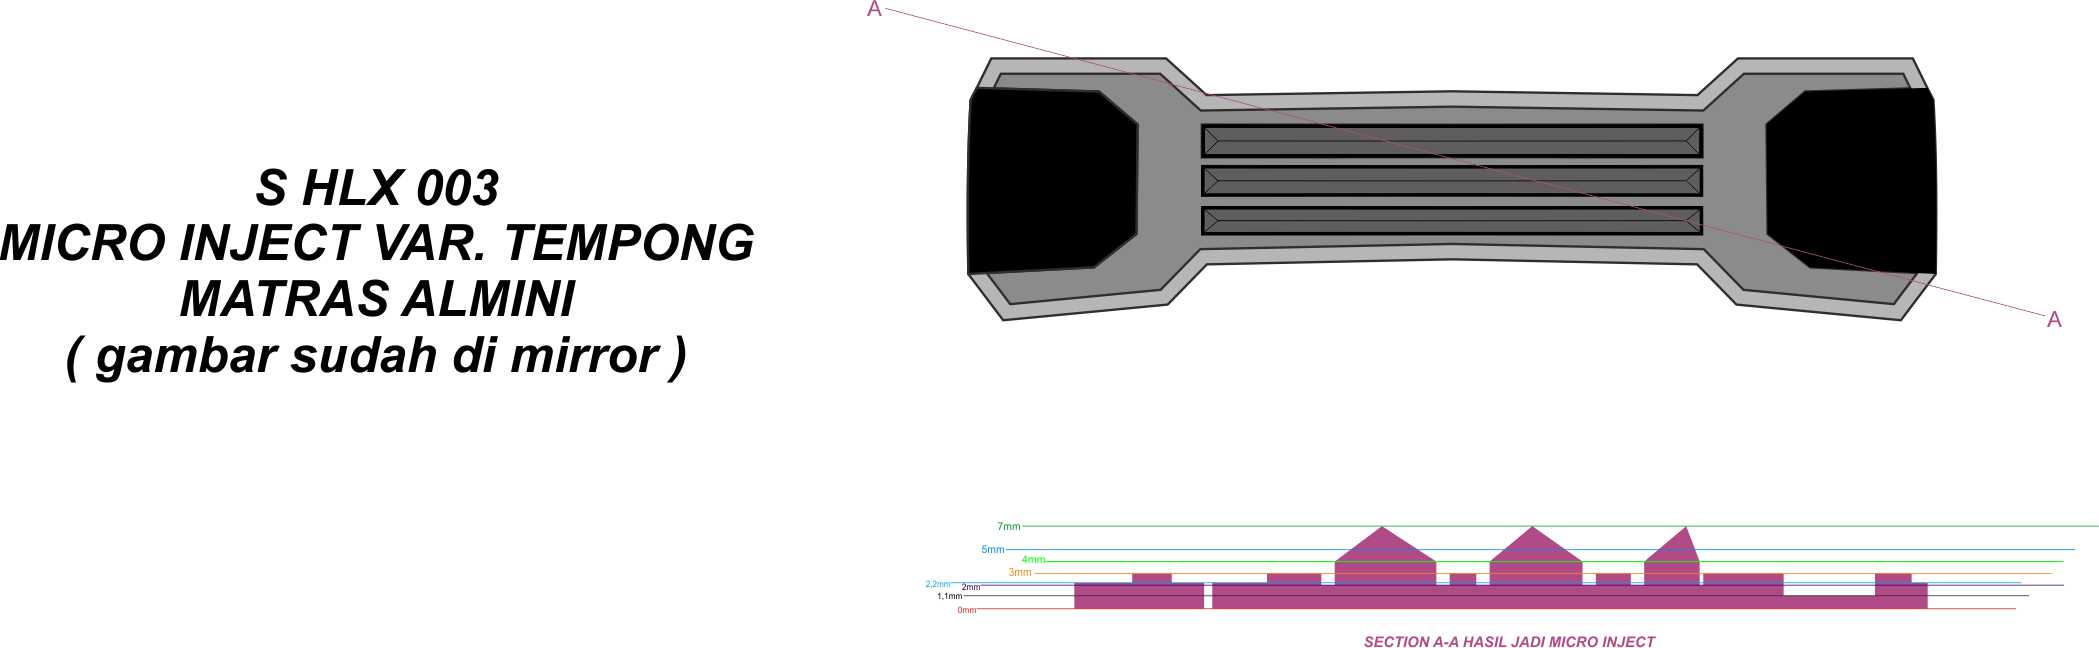 A
S HLX 003
MICRO INJECT VAR. TEMPONG
MATRAS ALMINI
( gambar sudah di mirror )
A
7mm
5mm
4mm
3mm
2,2mm
2mm
1,1mm
0mm
SECTION A-A HASIL JADI MICRO INJECT